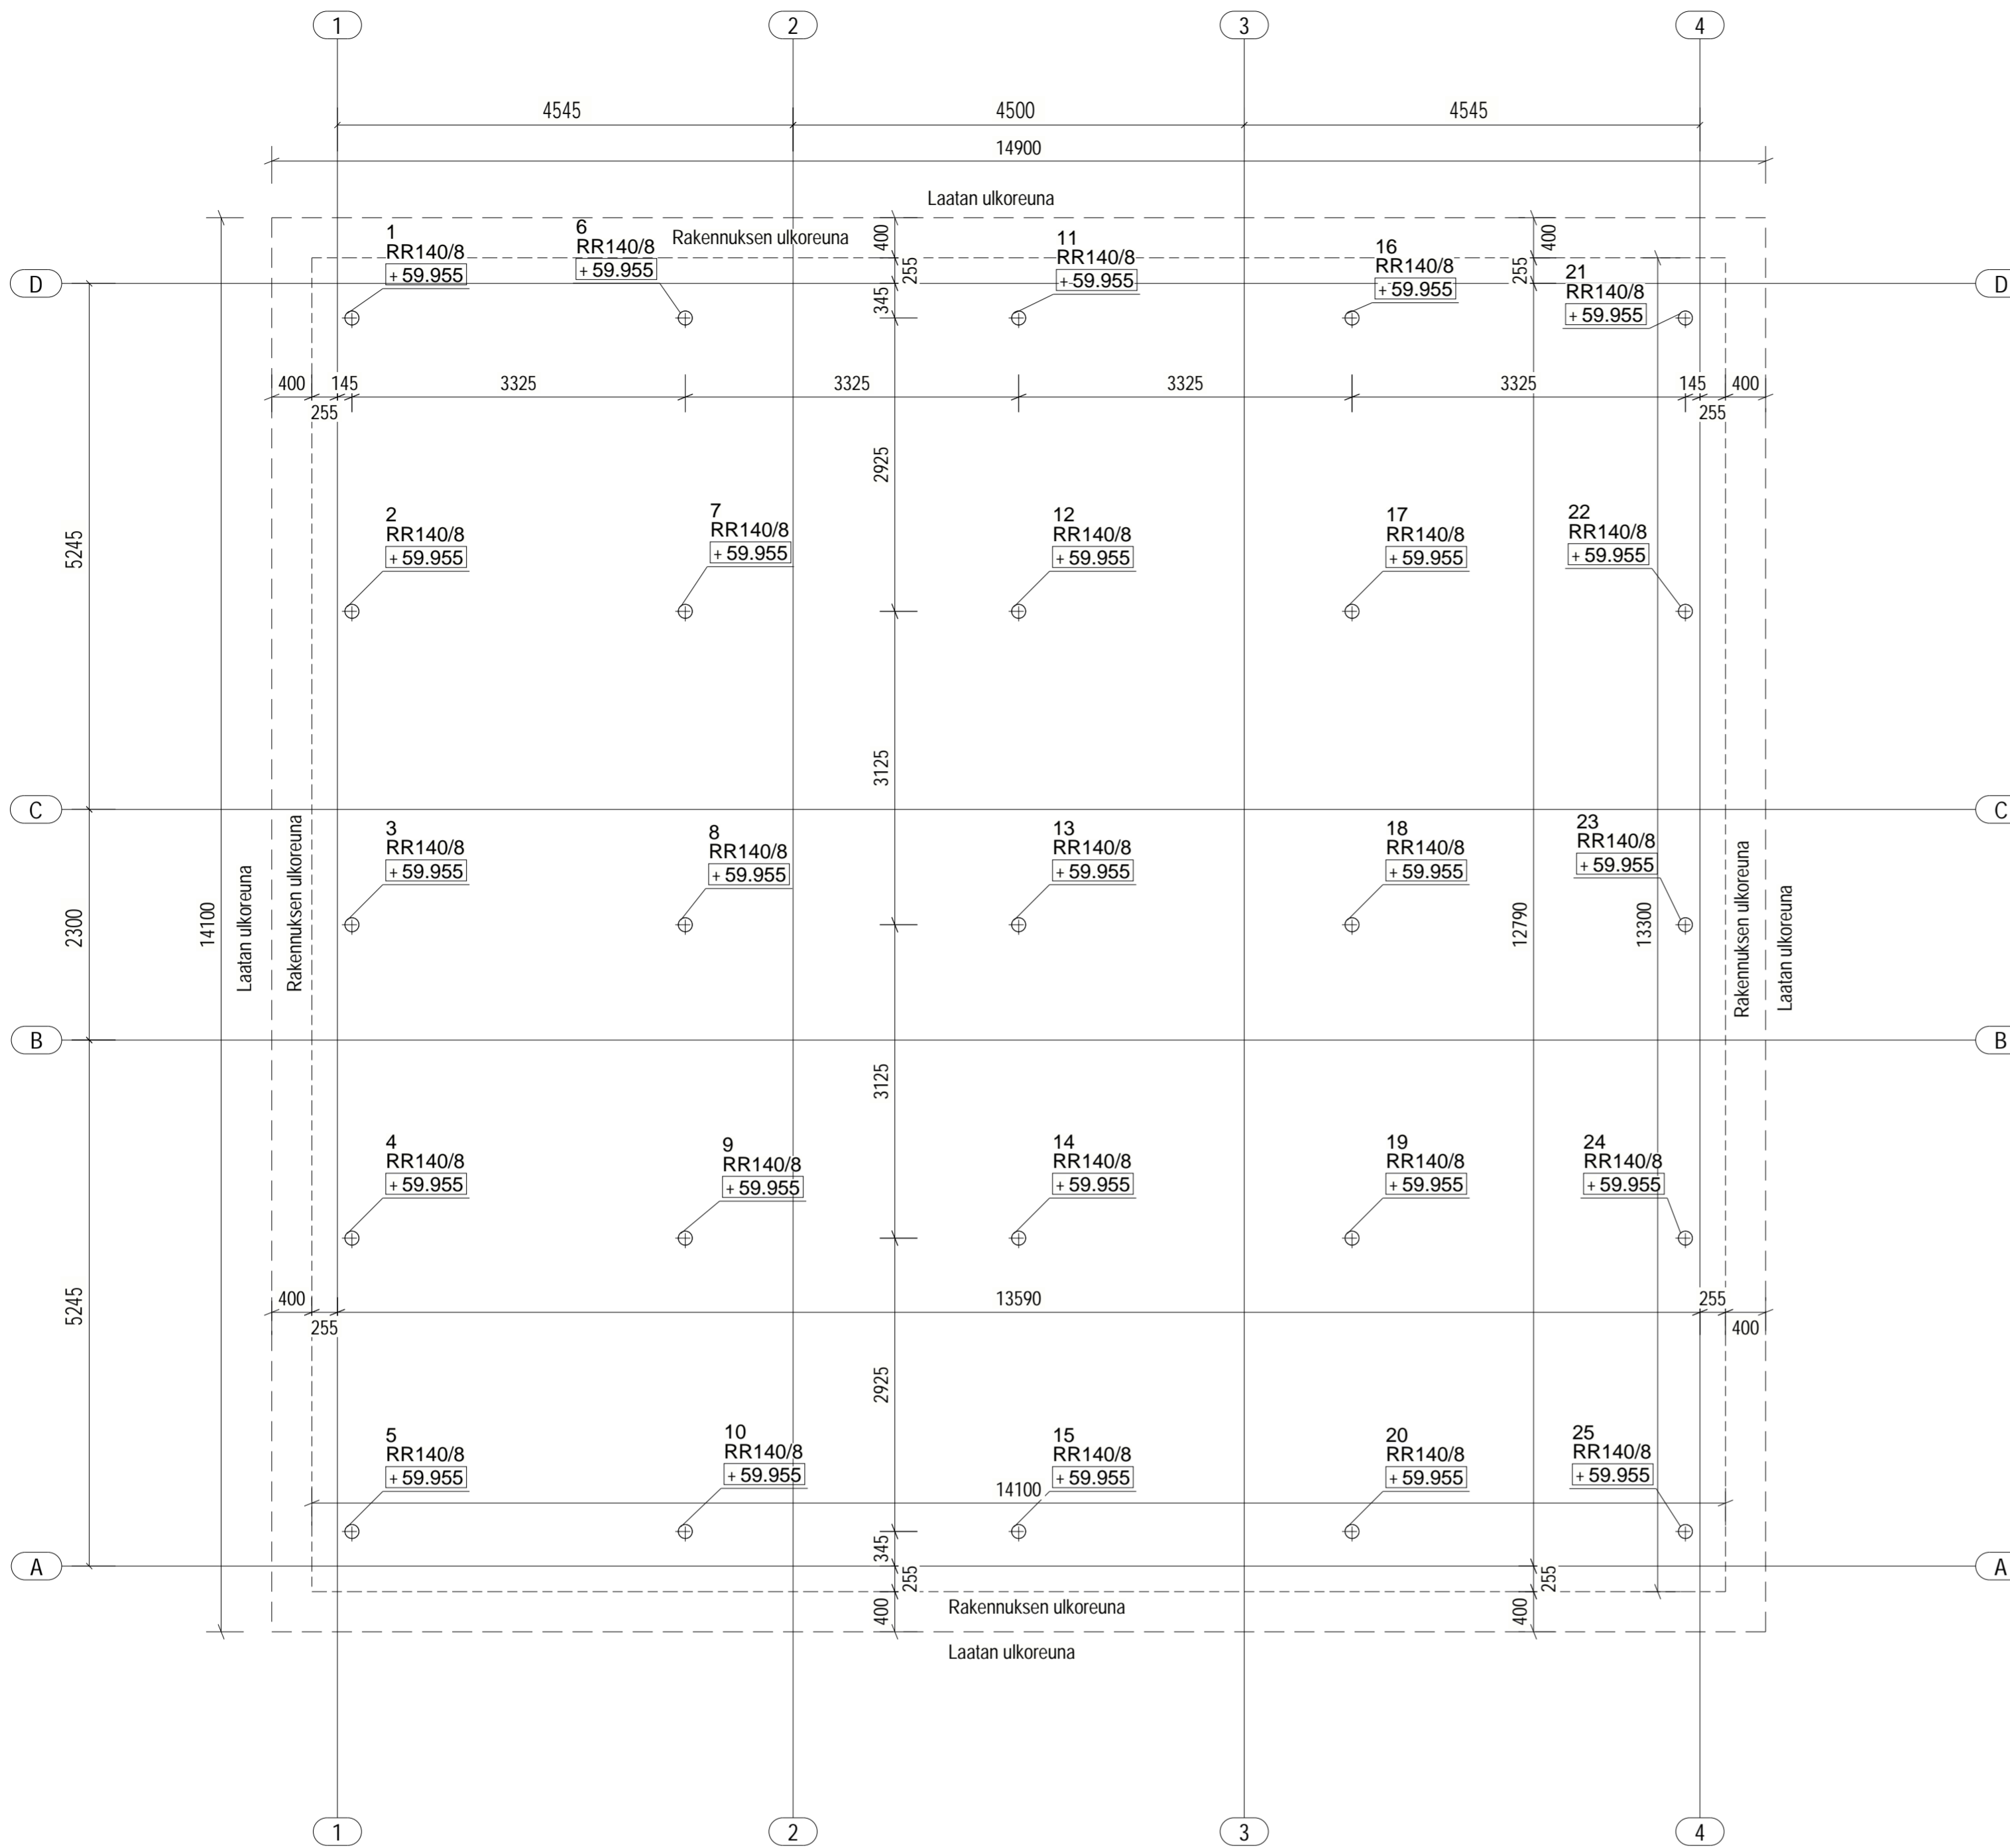 1
2
3
4
4545
4500
4545
14900
Laatan ulkoreuna
Rakennuksen ulkoreuna
400
255
345
400
255
1
RR140/8
+ 59.955
6
RR140/8
+ 59.955
11
RR140/8
+ 59.955
16
RR140/8
+ 59.955
21
RR140/8
+ 59.955
D
D
400
255
145
3325
3325
3325
3325
145
255
400
2925
5245
2
RR140/8
+ 59.955
7
RR140/8
+ 59.955
12
RR140/8
+ 59.955
17
RR140/8
+ 59.955
22
RR140/8
+ 59.955
3125
C
C
3
RR140/8
+ 59.955
8
RR140/8
+ 59.955
13
RR140/8
+ 59.955
18
RR140/8
+ 59.955
23
RR140/8
+ 59.955
2300
14100
Laatan ulkoreuna
Rakennuksen ulkoreuna
12790
13300
Rakennuksen ulkoreuna
Laatan ulkoreuna
B
B
3125
4
RR140/8
+ 59.955
9
RR140/8
+ 59.955
14
RR140/8
+ 59.955
19
RR140/8
+ 59.955
24
RR140/8
+ 59.955
5245
400
255
13590
255
400
2925
5
RR140/8
+ 59.955
10
RR140/8
+ 59.955
15
RR140/8
+ 59.955
20
RR140/8
+ 59.955
25
RR140/8
+ 59.955
14100
345
A
A
255
400
255
400
Rakennuksen ulkoreuna
Laatan ulkoreuna
1
2
3
4